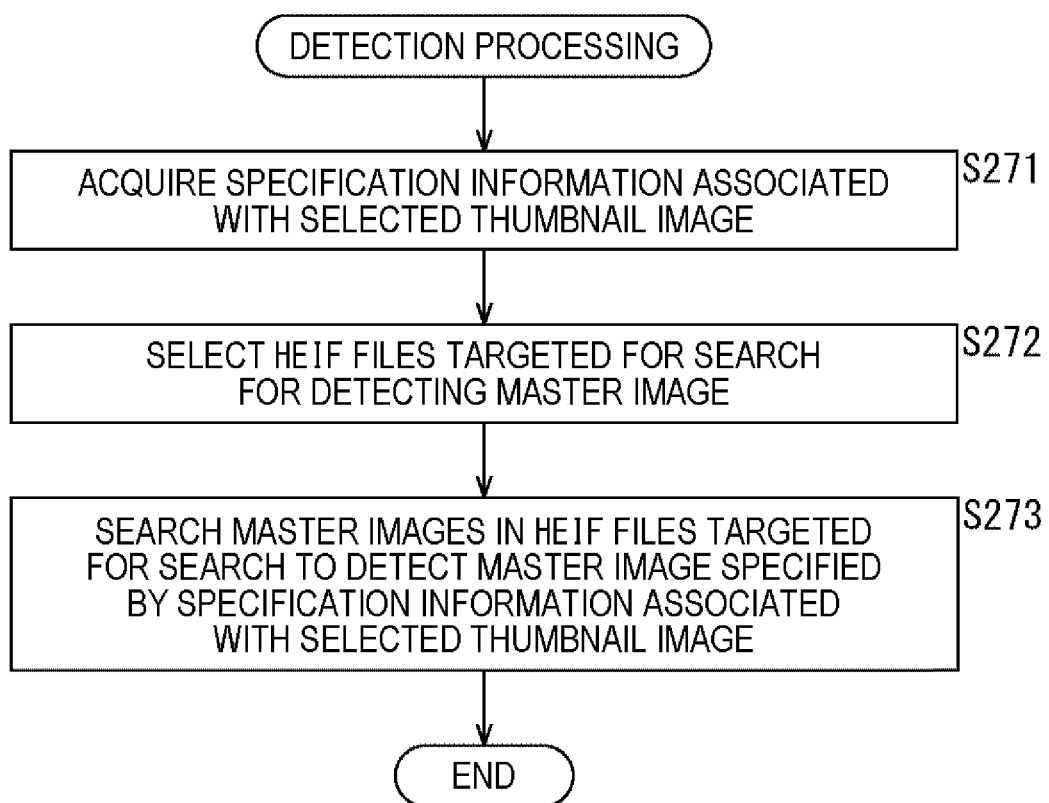 DETECTION PROCESSING
S271
ACQUIRE SPECIFICATION INFORMATION ASSOCIATED
WITH SELECTED THUMBNAIL IMAGE
S272
SELECT HEIF FILES TARGETED FOR SEARCH
FOR DETECTING MASTER IMAGE
S273
SEARCH MASTER IMAGES IN HEIF FILES TARGETED
FOR SEARCH TO DETECT MASTER IMAGE SPECIFIED
BY SPECIFICATION INFORMATION ASSOCIATED
WITH SELECTED THUMBNAIL IMAGE
END